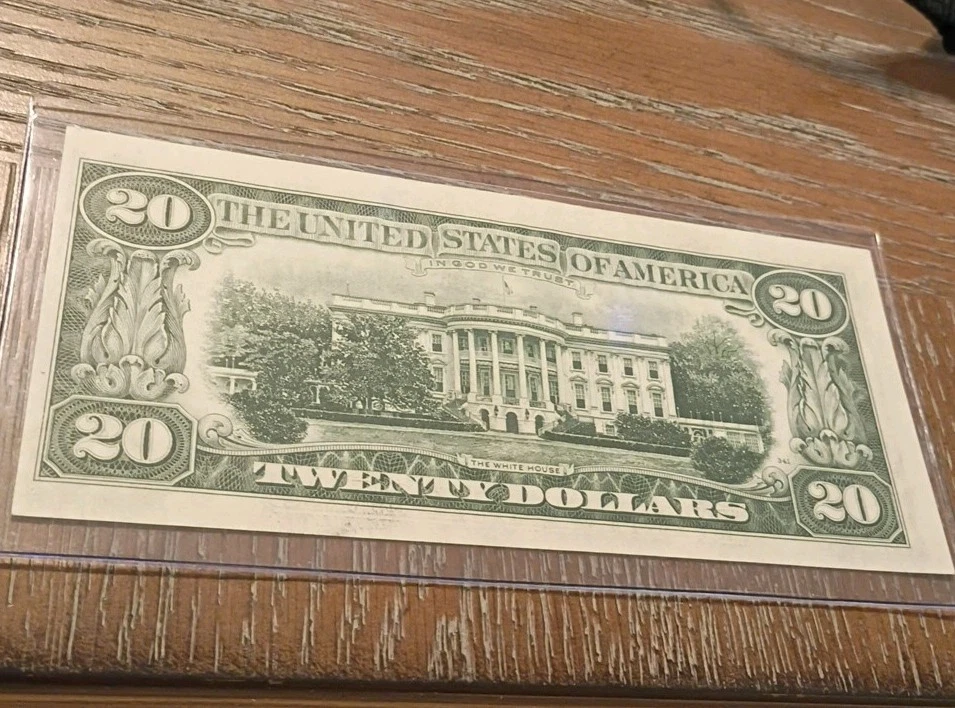 20 THE UNITED STATES OF AMERICA 20
IN GOD WE TRUST
THE WHITE HOUSE
20 TWENTY DOLLARS 20